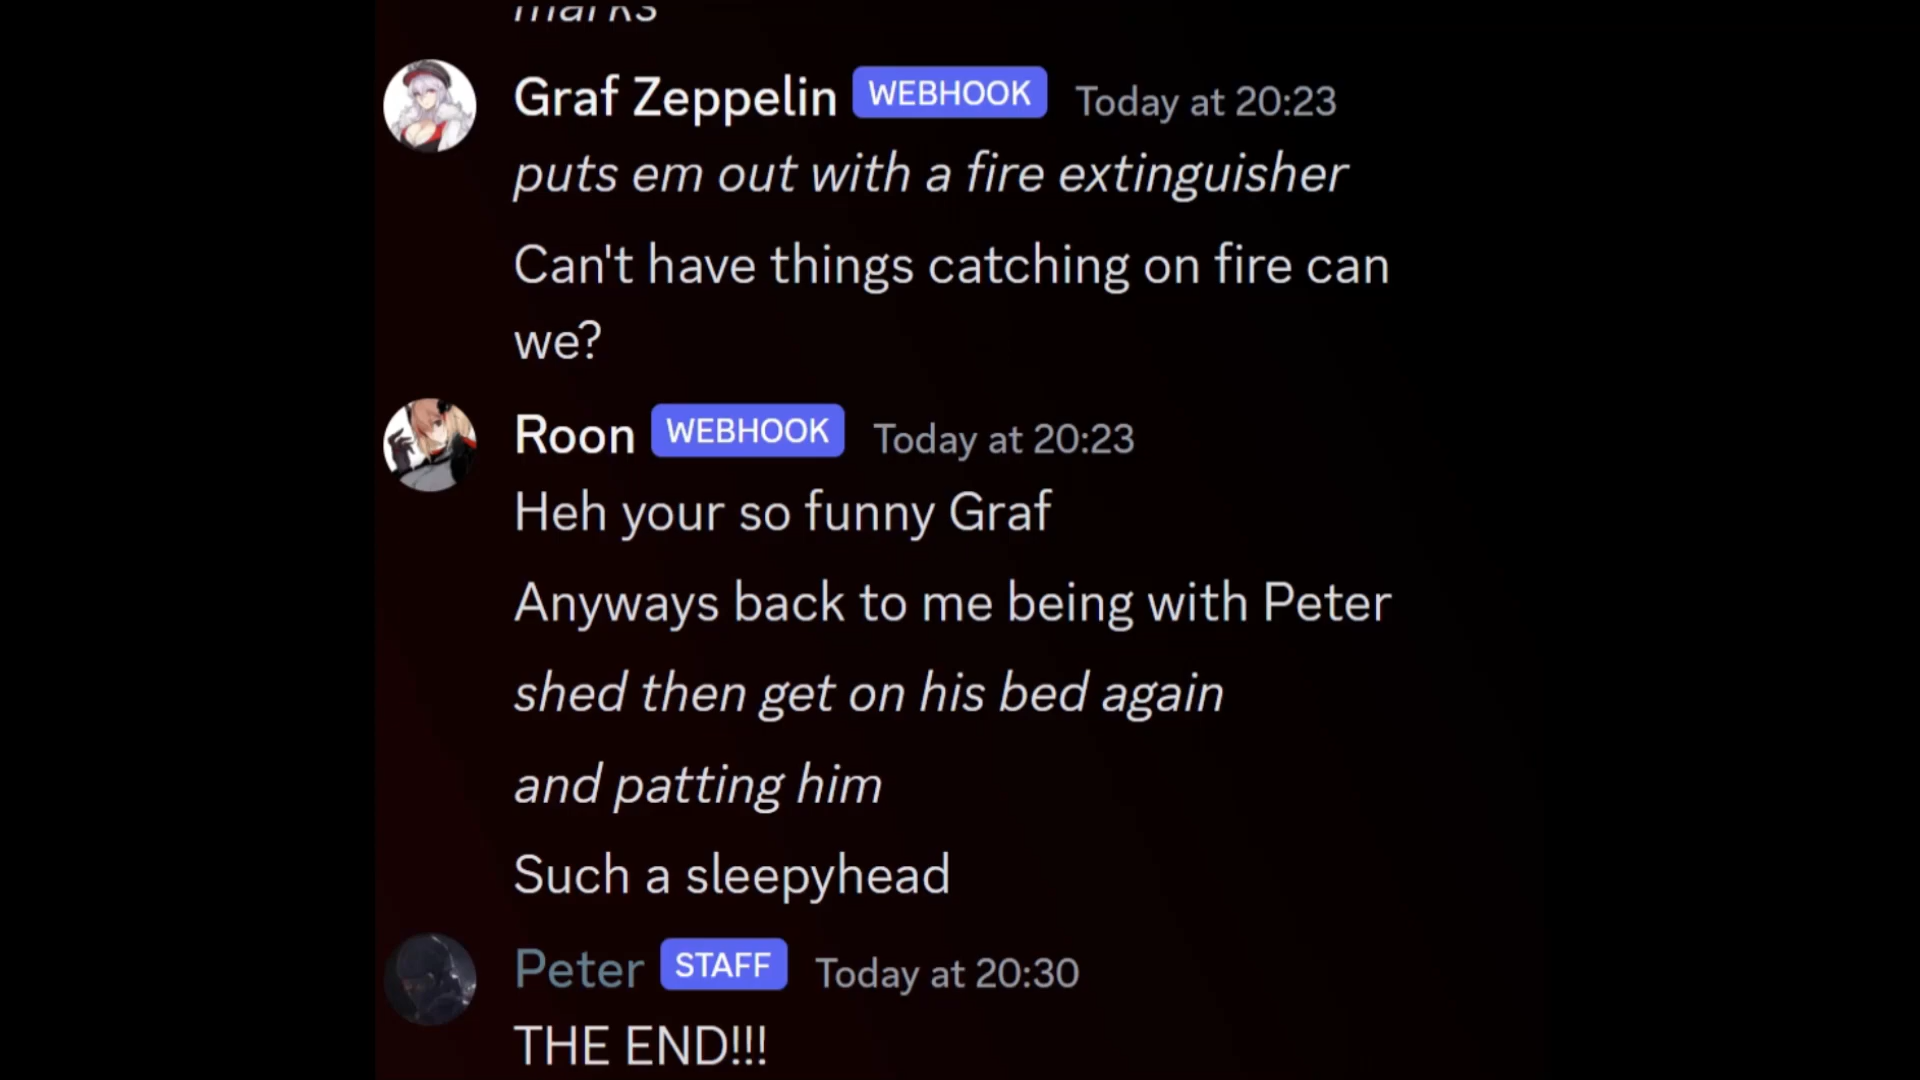 marks
Graf Zeppelin WEBHOOK Today at 20:23
puts em out with a fire extinguisher
Can't have things catching on fire can
we?
Roon WEBHOOK Today at 20:23
Heh your so funny Graf
Anyways back to me being with Peter
shed then get on his bed again
and patting him
Such a sleepyhead
Peter STAFF Today at 20:30
THE END!!!